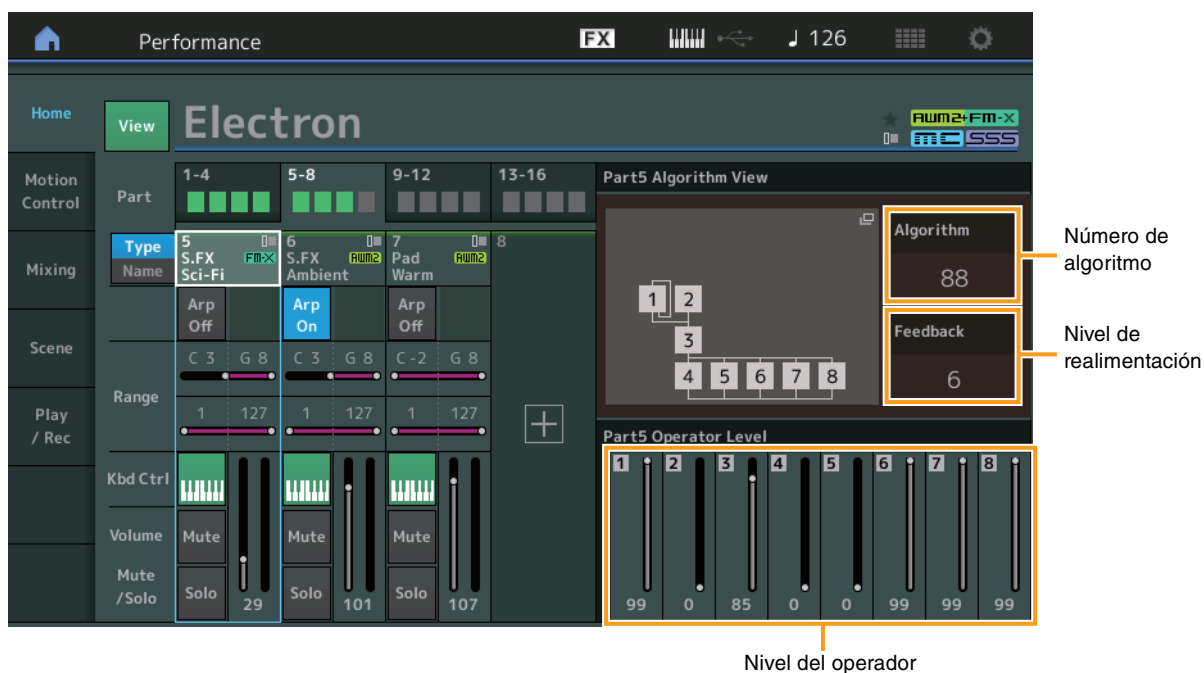 Performance
FX
126
Home
View
Electron
AWM2+FM-X
MC SSS
Motion
Control
Part
1-4
5-8
9-12
13-16
Part5 Algorithm View
Type
Name
5
S.FX
FM-X
Sci-Fi
6
S.FX
AWM2
Ambient
7
Pad
AWM2
Warm
8
Algorithm
88
Número de
algoritmo
Mixing
Arp
Off
Arp
On
Arp
Off
1 2
3
4 5 6 7 8
Feedback
6
Nivel de
realimentación
Scene
Range
C 3 G 8
C 3 G 8
C -2 G 8
1 127
1 127
1 127
Play
/ Rec
Part5 Operator Level
Kbd Ctrl
1 2 3 4 5 6 7 8
Volume
Mute
Mute
Mute
Mute
/Solo
Solo
29
Solo
101
Solo
107
99 0 85 0 0 99 99 99
Nivel del operador